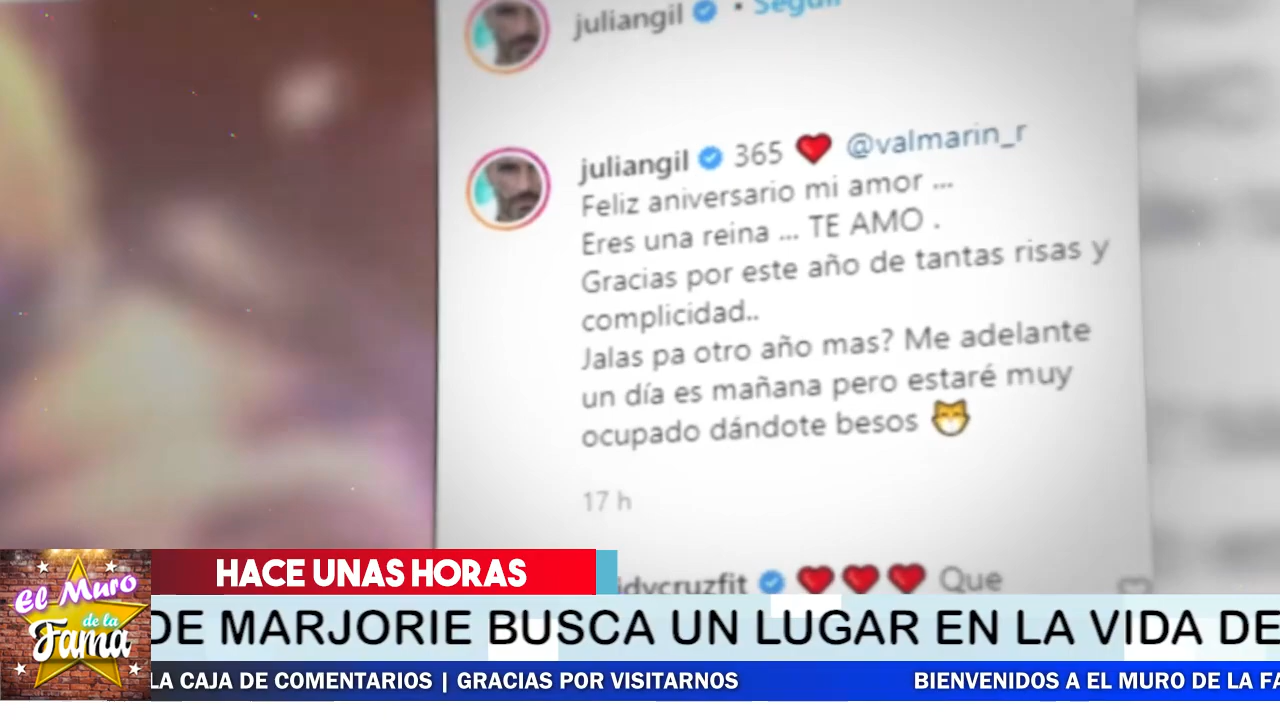 juliangil • Seguir
juliangil 365 ❤️ @valmarin_r
Feliz aniversario mi amor ...
Eres una reina ... TE AMO .
Gracias por este año de tantas risas y
complicidad..
Jalas pa otro año mas? Me adelante
un día es mañana pero estaré muy
ocupado dándote besos 😁
17 h
idycruzfit ❤️❤️❤️ Que
HACE UNAS HORAS
El Muro
de la
Fama
DE MARJORIE BUSCA UN LUGAR EN LA VIDA DE
LA CAJA DE COMENTARIOS | GRACIAS POR VISITARNOS BIENVENIDOS A EL MURO DE LA FA